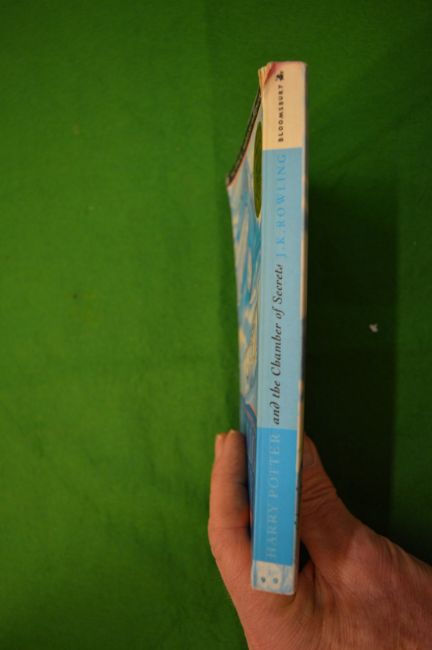 HARRY POTTER and the Chamber of Secrets J.K.ROWLING BLOOMSBURY